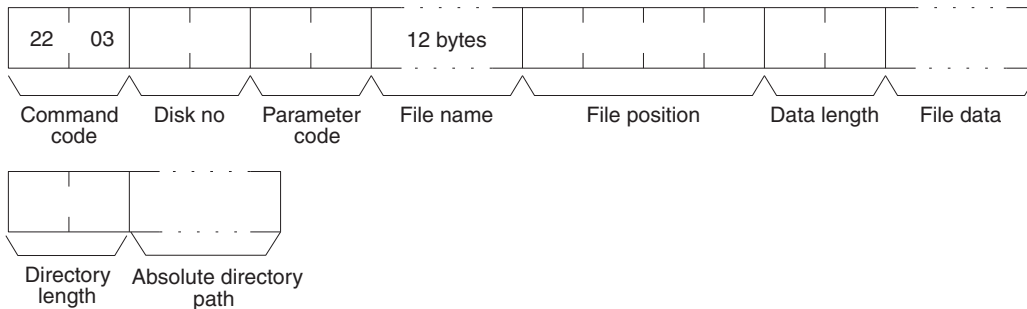 22 03 12 bytes
Command code Disk no Parameter code File name File position Data length File data
Directory length Absolute directory path